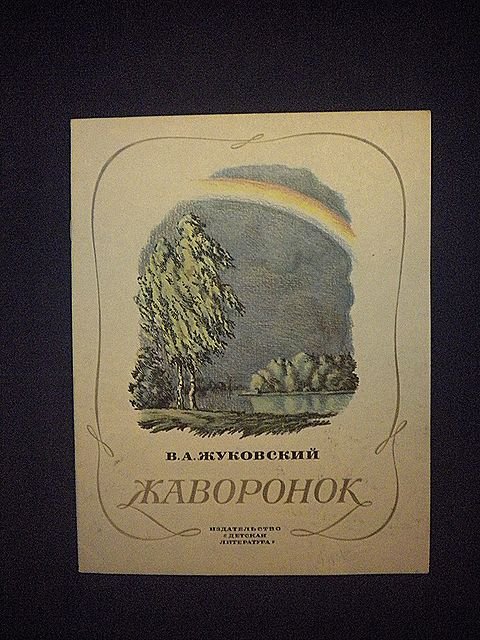 В. А. ЖУКОВСКИЙ
ЖАВОРОНОК
ИЗДАТЕЛЬСТВО
«ДЕТСКАЯ
ЛИТЕРАТУРА»